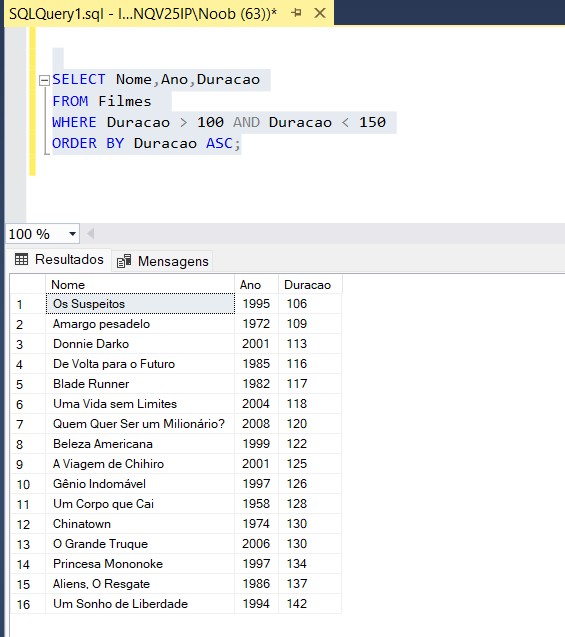 SQLQuery1.sql - I...NQV25IP\Noob (63))*
SELECT Nome,Ano,Duracao
FROM Filmes
WHERE Duracao > 100 AND Duracao < 150
ORDER BY Duracao ASC;
100 %
Resultados Mensagens
Nome Ano Duracao
1 Os Suspeitos 1995 106
2 Amargo pesadelo 1972 109
3 Donnie Darko 2001 113
4 De Volta para o Futuro 1985 116
5 Blade Runner 1982 117
6 Uma Vida sem Limites 2004 118
7 Quem Quer Ser um Milionário? 2008 120
8 Beleza Americana 1999 122
9 A Viagem de Chihiro 2001 125
10 Gênio Indomável 1997 126
11 Um Corpo que Cai 1958 128
12 Chinatown 1974 130
13 O Grande Truque 2006 130
14 Princesa Mononoke 1997 134
15 Aliens, O Resgate 1986 137
16 Um Sonho de Liberdade 1994 142